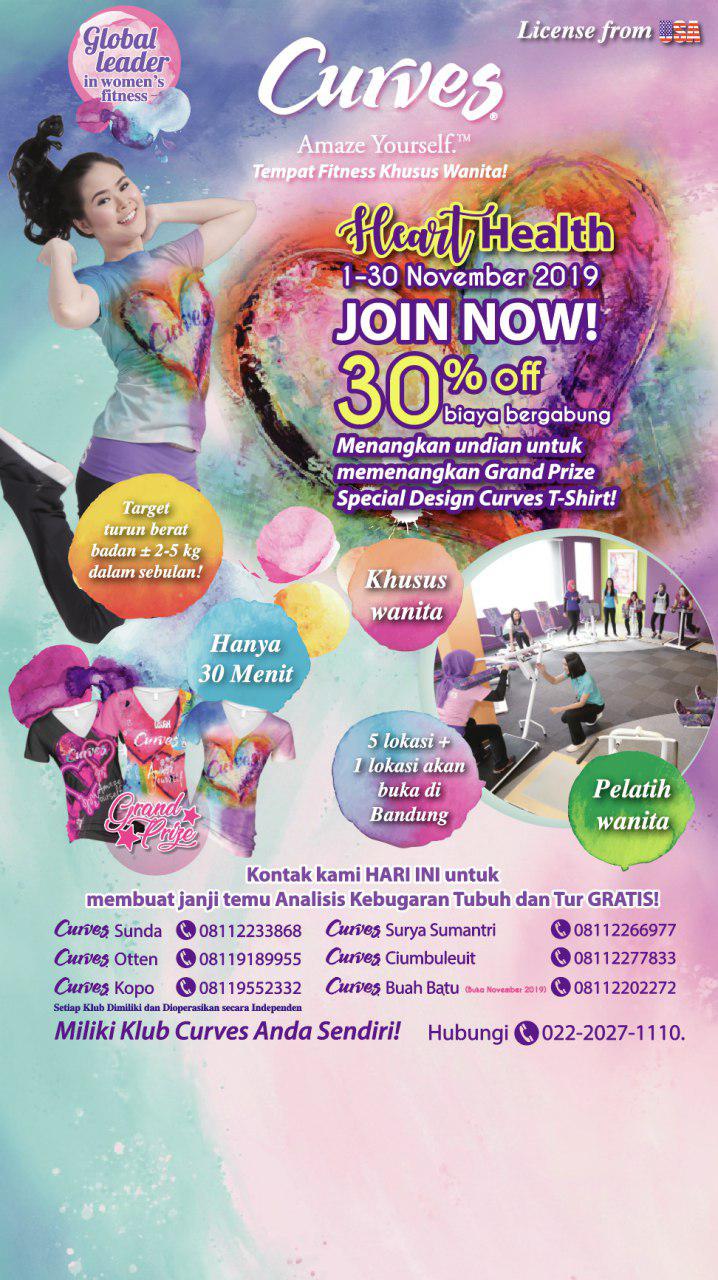 License from USA
Global
leader
in women's
fitness
Curves®
Amaze Yourself.™
Tempat Fitness Khusus Wanita!
Heart Health
1-30 November 2019
JOIN NOW!
30% off
biaya bergabung
Menangkan undian untuk
memenangkan Grand Prize
Special Design Curves T-Shirt!
Curves
Target
turun berat
badan ± 2-5 kg
dalam sebulan!
Khusus
wanita
Hanya
30 Menit
Curves
Curves
Curves
Grand
Prize
5 lokasi +
1 lokasi akan
buka di
Bandung
Pelatih
wanita
Kontak kami HARI INI untuk
membuat janji temu Analisis Kebugaran Tubuh dan Tur GRATIS!
Curves Sunda 08112233868
Curves Surya Sumantri 08112266977
Curves Otten 08119189955
Curves Ciumbuleuit 08112277833
Curves Kopo 08119552332
Curves Buah Batu (Buka November 2019) 08112202272
Setiap Klub Dimiliki dan Dioperasikan secara Independen
Miliki Klub Curves Anda Sendiri! Hubungi 022-2027-1110.